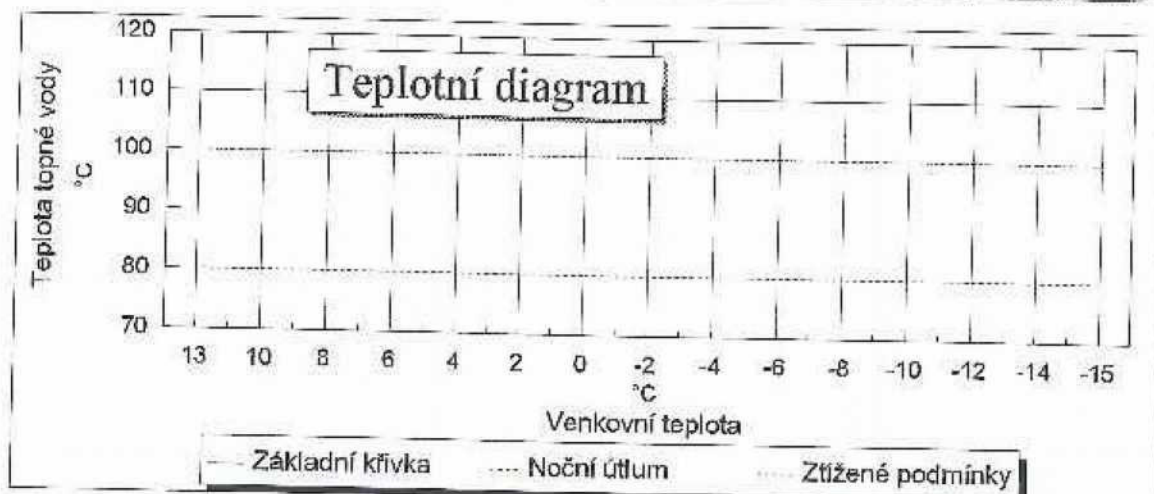 Teplotní diagram
Teplota topné vody
°C
120
110
100
90
80
70
13 10 8 6 4 2 0 -2 -4 -6 -8 -10 -12 -14 -15
°C
Venkovní teplota
Základní křivka Noční útlum Ztížené podmínky